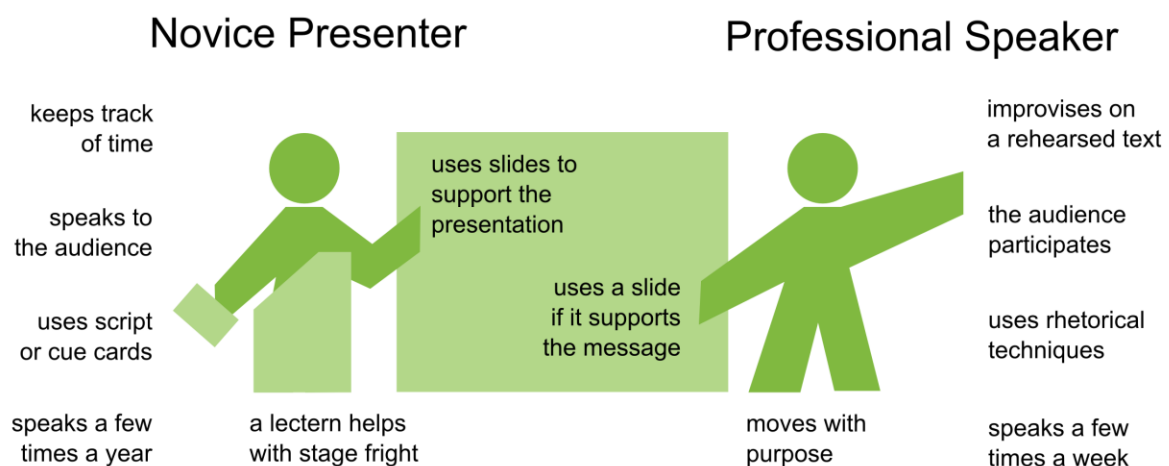 Novice Presenter
keeps track
of time
speaks to
the audience
uses script
or cue cards
speaks a few
times a year
a lectern helps
with stage fright
uses slides to
support the
presentation
Professional Speaker
uses a slide
if it supports
the message
improvises on
a rehearsed text
the audience
participates
uses rhetorical
techniques
moves with
purpose
speaks a few
times a week